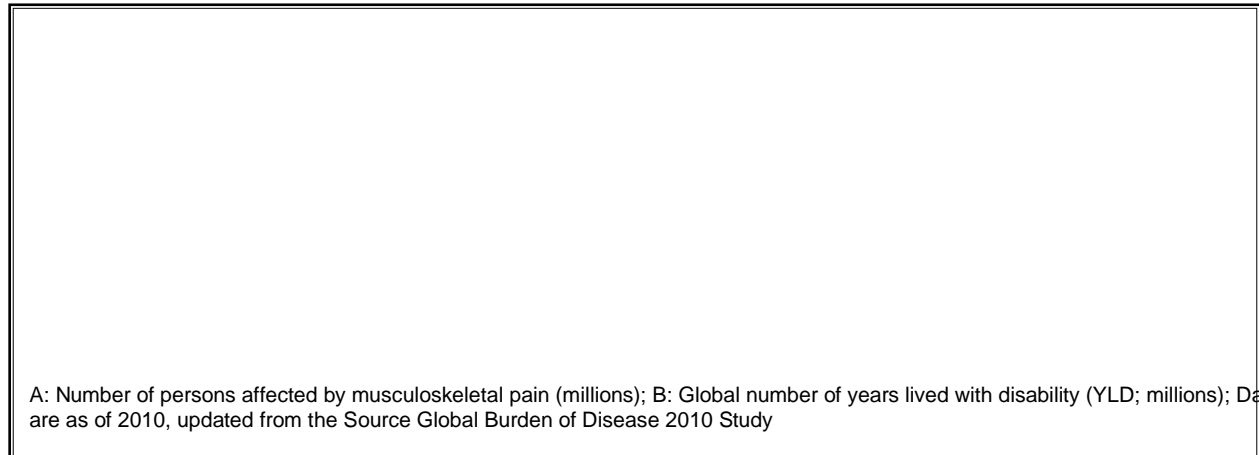 A: Number of persons affected by musculoskeletal pain (millions); B: Global number of years lived with disability (YLD; millions); Da
are as of 2010, updated from the Source Global Burden of Disease 2010 Study